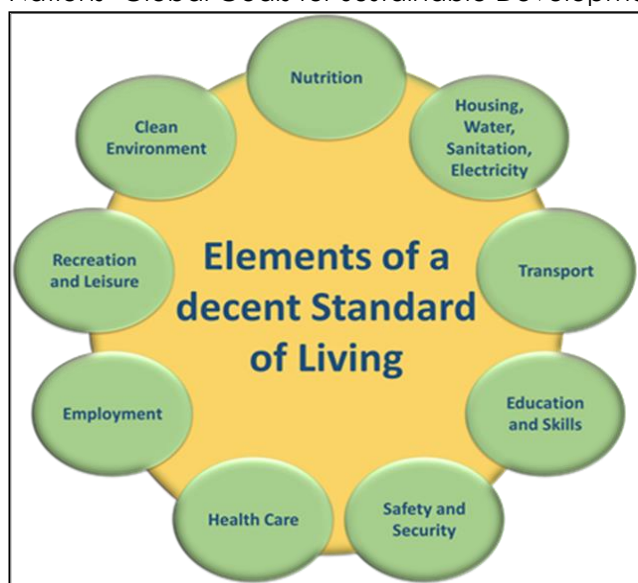 Nations' Global Goals for Sustainable Developme
Nutrition
Housing,
Water,
Sanitation,
Electricity
Transport
Education
and Skills
Safety and
Security
Health Care
Employment
Recreation
and Leisure
Clean
Environment
Elements of a
decent Standard
of Living